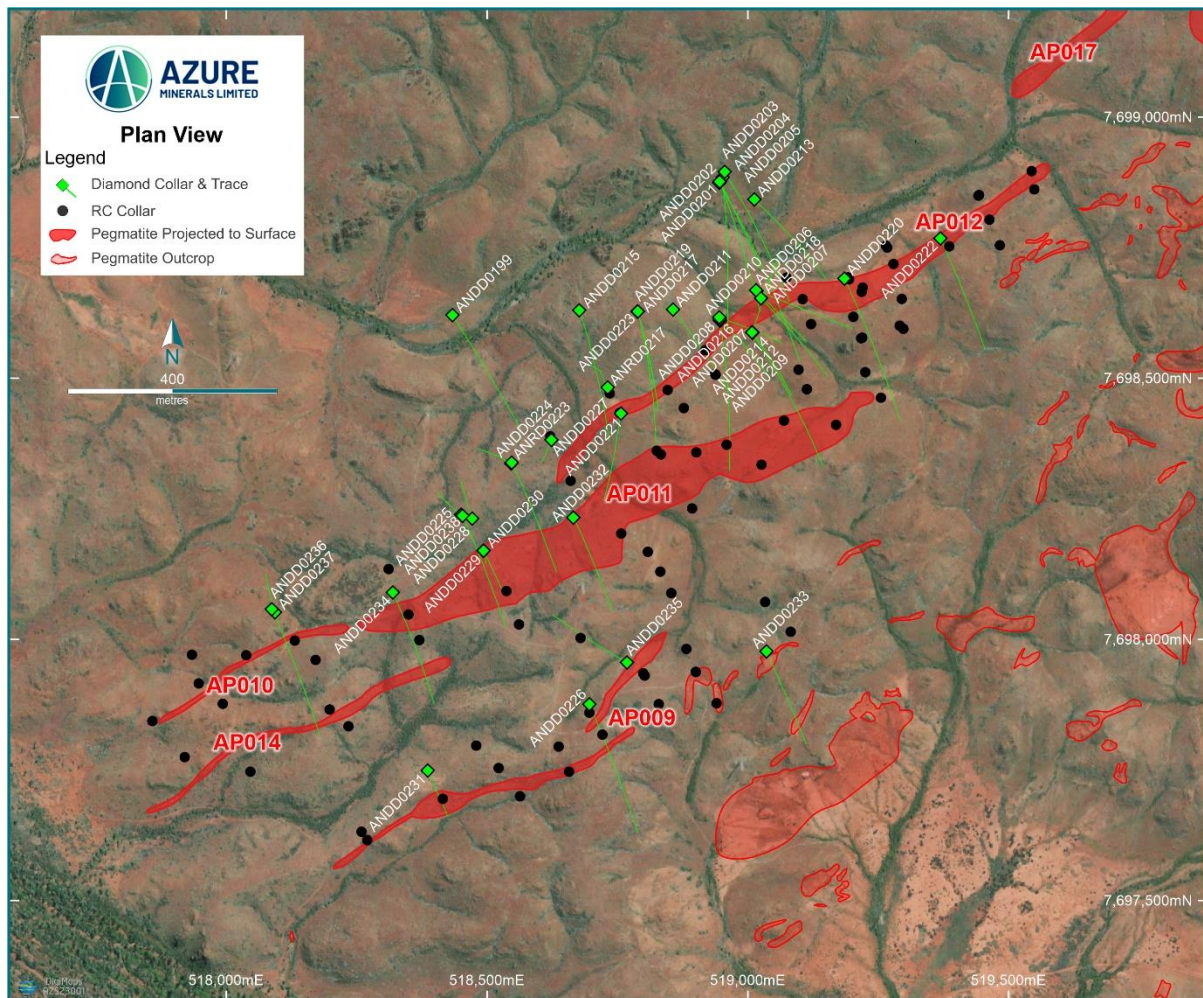 AZURE
MINERALS LIMITED
Plan View
Legend
Diamond Collar & Trace
RC Collar
Pegmatite Projected to Surface
Pegmatite Outcrop
N
400
metres
AP017
7,699,000mN
ANDD0203
ANDD0204
ANDD0205
ANDD0213
ANDD0202
ANDD0201
AP012
ANDD0220
ANDD0222
ANDD0206
ANDD0218
ANDD0207
ANDD0210
ANDD0211
ANDD0219
ANDD0217
ANDD0215
ANDD0199
ANDD0223
ANRD0217
ANDD0208
ANDD0216
ANDD0207
ANDD0214
ANDD0212
ANDD0209
7,698,500mN
ANDD0224
ANRD0223
ANDD0227
ANDD0221
ANDD0232
AP011
ANDD0230
ANDD0225
ANDD0238
ANDD0228
ANDD0229
ANDD0236
ANDD0237
ANDD0234
ANDD0235
ANDD0233
7,698,000mN
AP010
AP014
ANDD0226
AP009
ANDD0231
7,697,500mN
518,000mE
518,500mE
519,000mE
519,500mE
DigiMaps
AZS23001